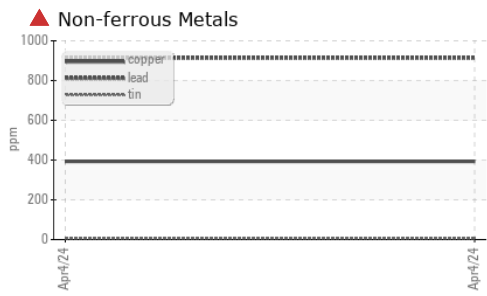 Non-ferrous Metals
1000
800
600
400
200
0
ppm
copper
lead
tin
Apr4/24
Apr4/24